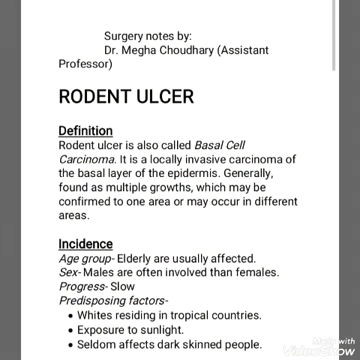 Surgery notes by:
Dr. Megha Choudhary (Assistant
Professor)
RODENT ULCER
Definition
Rodent ulcer is also called Basal Cell
Carcinoma. It is a locally invasive carcinoma of
the basal layer of the epidermis. Generally,
found as multiple growths, which may be
confirmed to one area or may occur in different
areas.
Incidence
Age group- Elderly are usually affected.
Sex- Males are often involved than females.
Progress- Slow
Predisposing factors-
• Whites residing in tropical countries.
• Exposure to sunlight.
• Seldom affects dark skinned people.
Made with
VideoShow